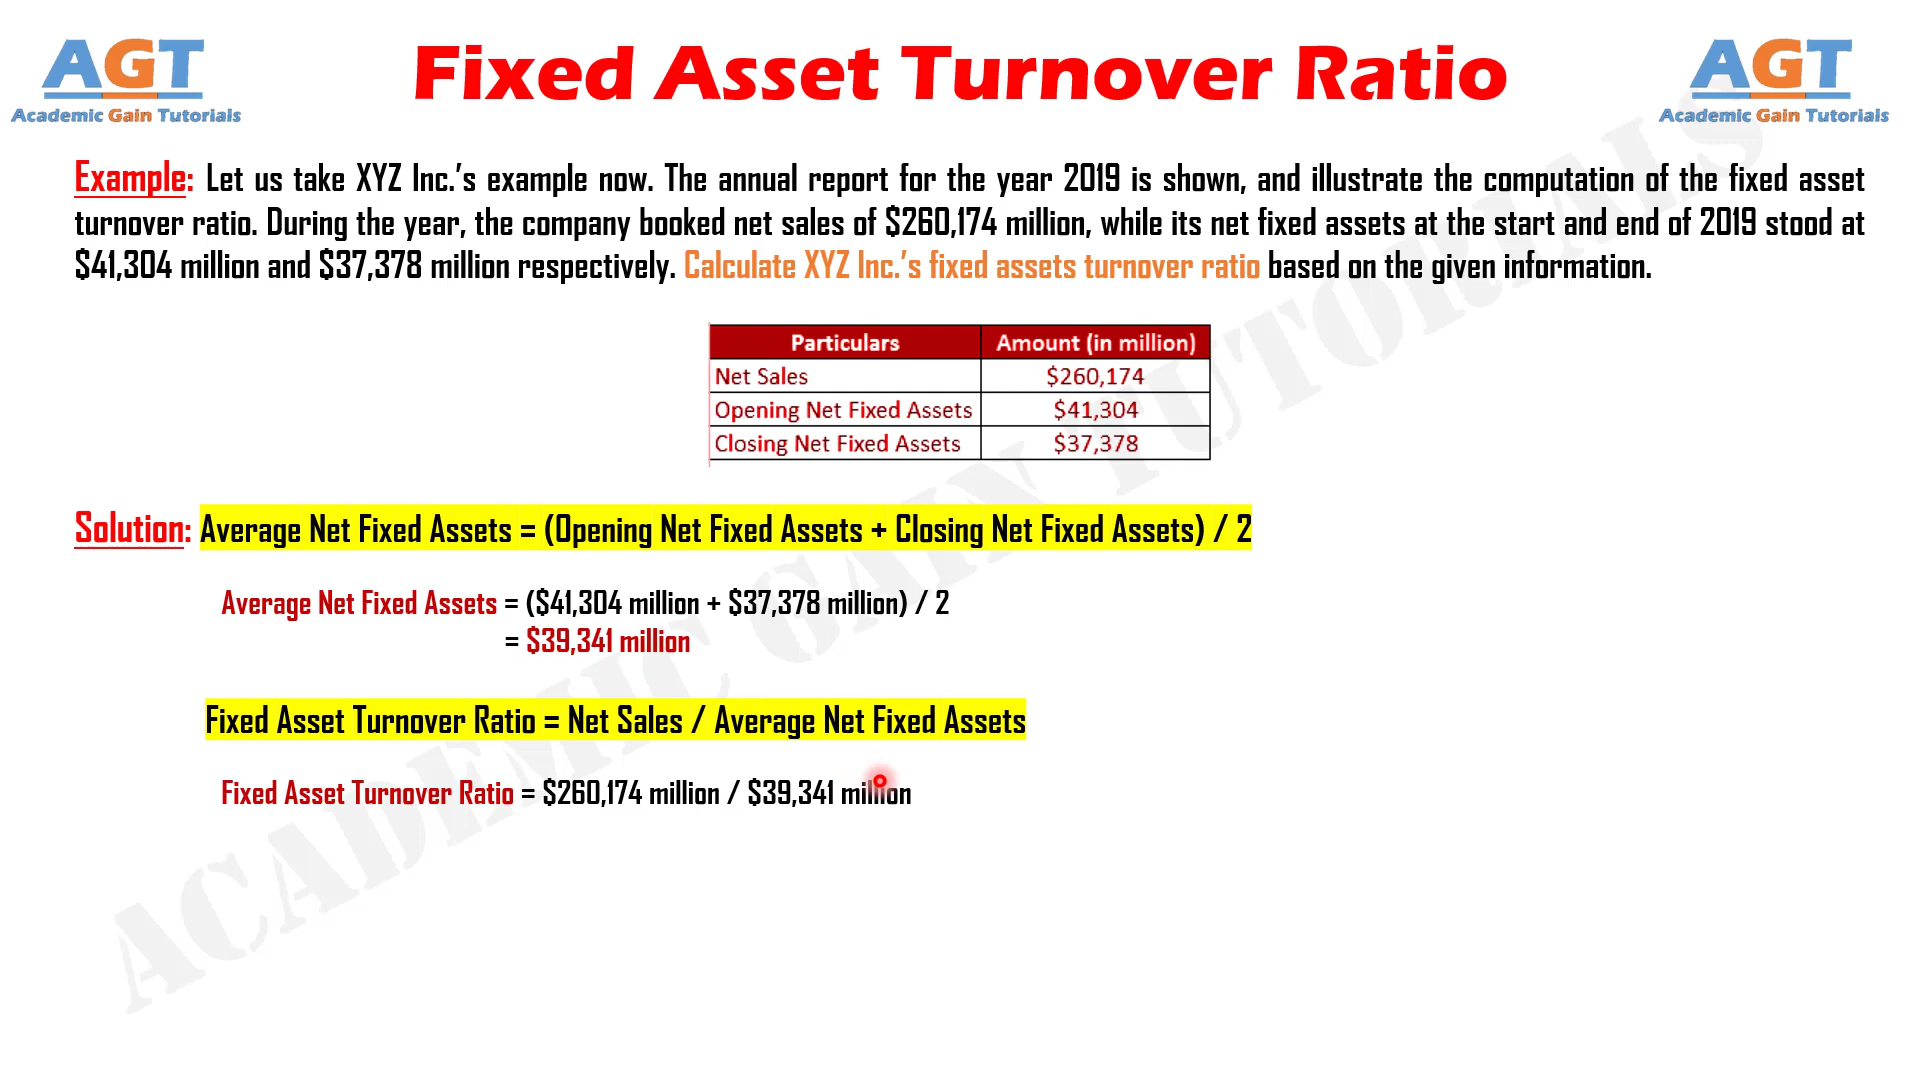 AGT
Academic Gain Tutorials
Fixed Asset Turnover Ratio
AGT
Academic Gain Tutorials
Example: Let us take XYZ Inc.’s example now. The annual report for the year 2019 is shown, and illustrate the computation of the fixed asset
turnover ratio. During the year, the company booked net sales of $260,174 million, while its net fixed assets at the start and end of 2019 stood at
$41,304 million and $37,378 million respectively. Calculate XYZ Inc.’s fixed assets turnover ratio based on the given information.
Particulars Amount (in million)
Net Sales $260,174
Opening Net Fixed Assets $41,304
Closing Net Fixed Assets $37,378
Solution: Average Net Fixed Assets = (Opening Net Fixed Assets + Closing Net Fixed Assets) / 2
Average Net Fixed Assets = ($41,304 million + $37,378 million) / 2
= $39,341 million
Fixed Asset Turnover Ratio = Net Sales / Average Net Fixed Assets
Fixed Asset Turnover Ratio = $260,174 million / $39,341 million
ACADEMIC GAIN TUTORIALS